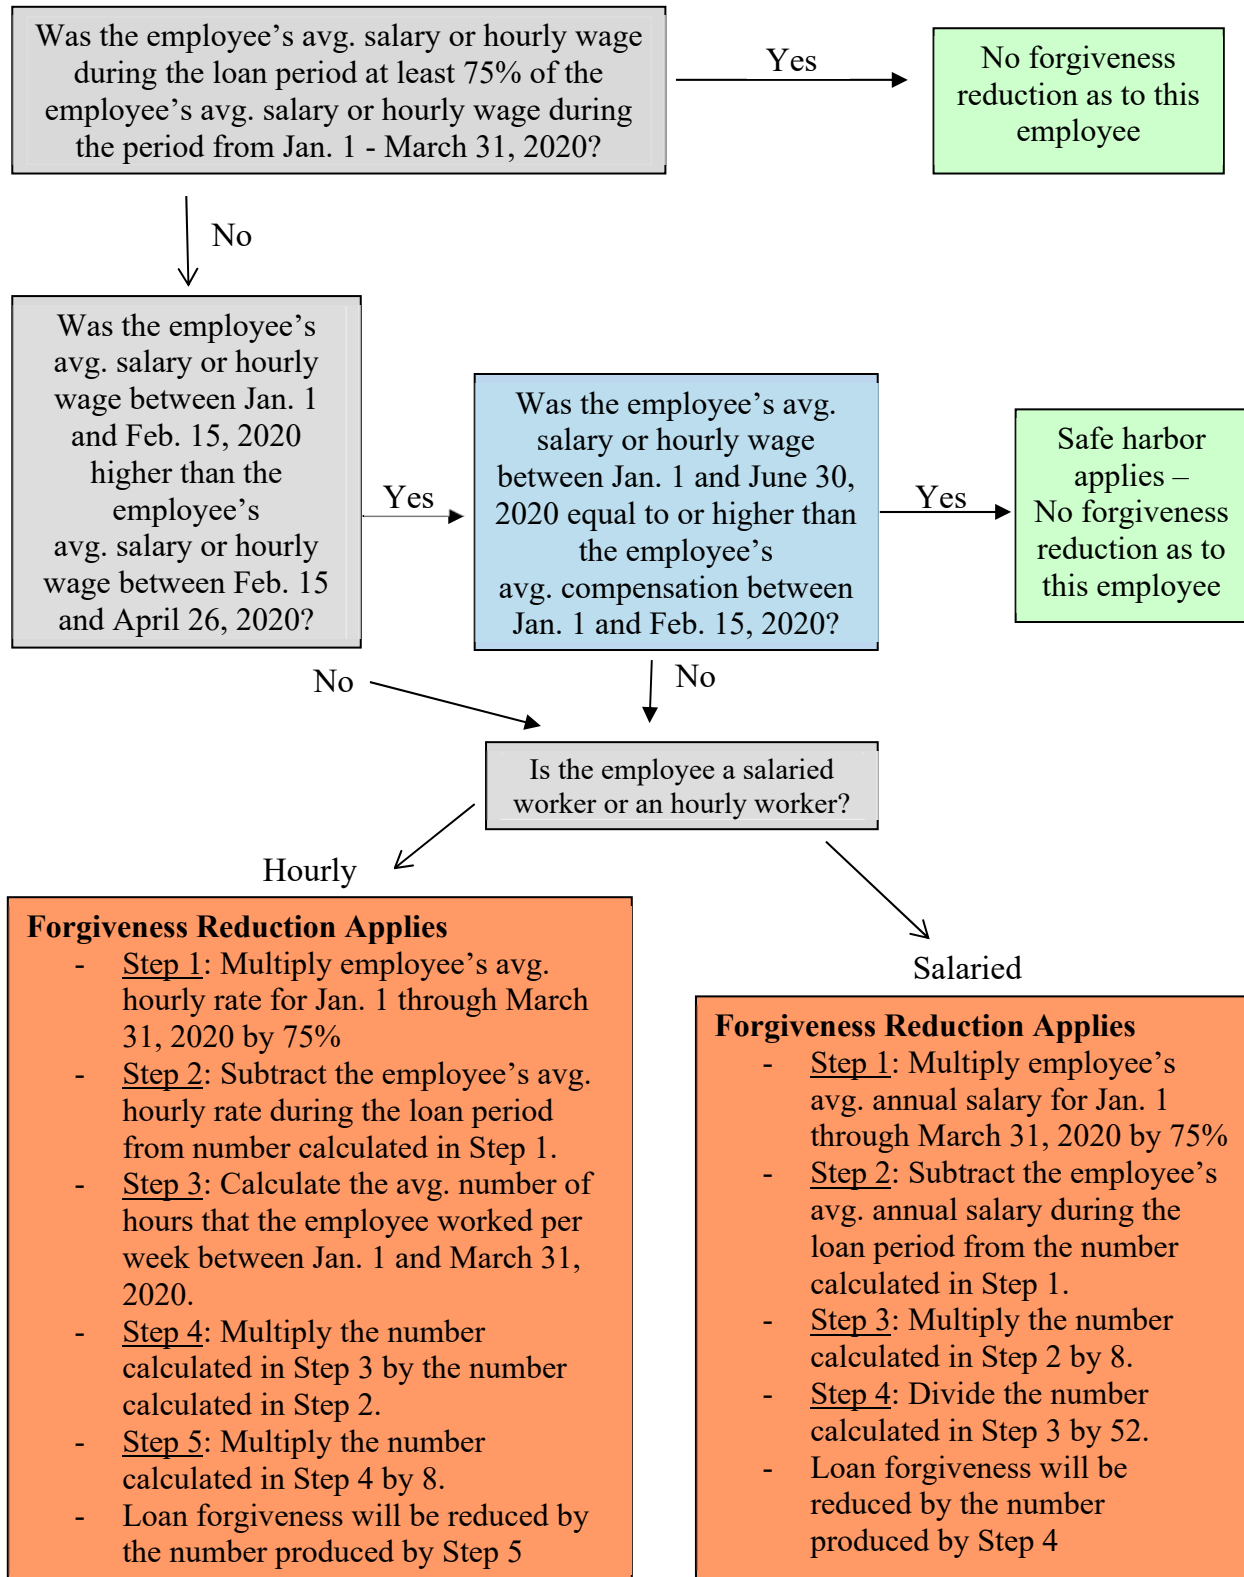 Was the employee’s avg. salary or hourly wage
during the loan period at least 75% of the
employee’s avg. salary or hourly wage during
the period from Jan. 1 - March 31, 2020?
Yes
No forgiveness
reduction as to this
employee
No
Was the employee’s
avg. salary or hourly
wage between Jan. 1
and Feb. 15, 2020
higher than the
employee’s
avg. salary or hourly
wage between Feb. 15
and April 26, 2020?
Yes
Was the employee’s avg.
salary or hourly wage
between Jan. 1 and June 30,
2020 equal to or higher than
the employee’s
avg. compensation between
Jan. 1 and Feb. 15, 2020?
Yes
Safe harbor
applies –
No forgiveness
reduction as to
this employee
No
No
Is the employee a salaried
worker or an hourly worker?
Hourly
Forgiveness Reduction Applies
- Step 1: Multiply employee’s avg.
hourly rate for Jan. 1 through March
31, 2020 by 75%
- Step 2: Subtract the employee’s avg.
hourly rate during the loan period
from number calculated in Step 1.
- Step 3: Calculate the avg. number of
hours that the employee worked per
week between Jan. 1 and March 31,
2020.
- Step 4: Multiply the number
calculated in Step 3 by the number
calculated in Step 2.
- Step 5: Multiply the number
calculated in Step 4 by 8.
- Loan forgiveness will be reduced by
the number produced by Step 5
Salaried
Forgiveness Reduction Applies
- Step 1: Multiply employee’s
avg. annual salary for Jan. 1
through March 31, 2020 by 75%
- Step 2: Subtract the employee’s
avg. annual salary during the
loan period from the number
calculated in Step 1.
- Step 3: Multiply the number
calculated in Step 2 by 8.
- Step 4: Divide the number
calculated in Step 3 by 52.
- Loan forgiveness will be
reduced by the number
produced by Step 4